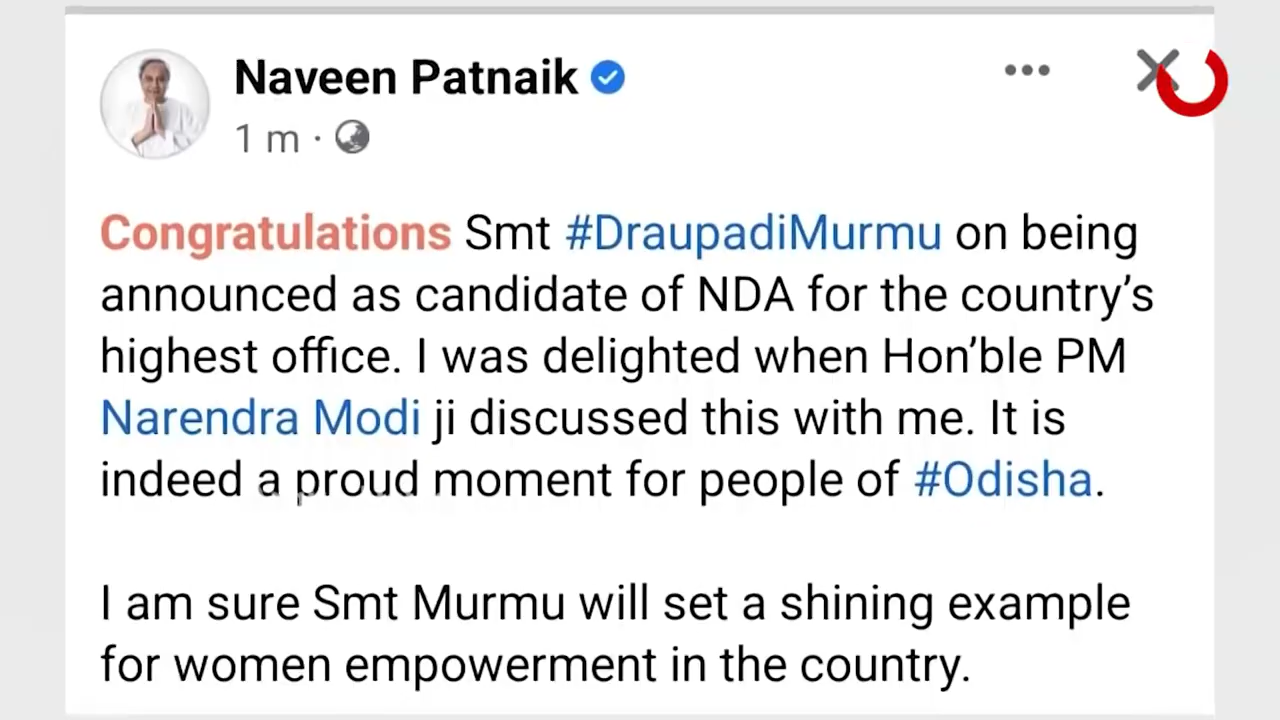 Naveen Patnaik
1 m ·
Congratulations Smt #DraupadiMurmu on being
announced as candidate of NDA for the country’s
highest office. I was delighted when Hon’ble PM
Narendra Modi ji discussed this with me. It is
indeed a proud moment for people of #Odisha.
I am sure Smt Murmu will set a shining example
for women empowerment in the country.